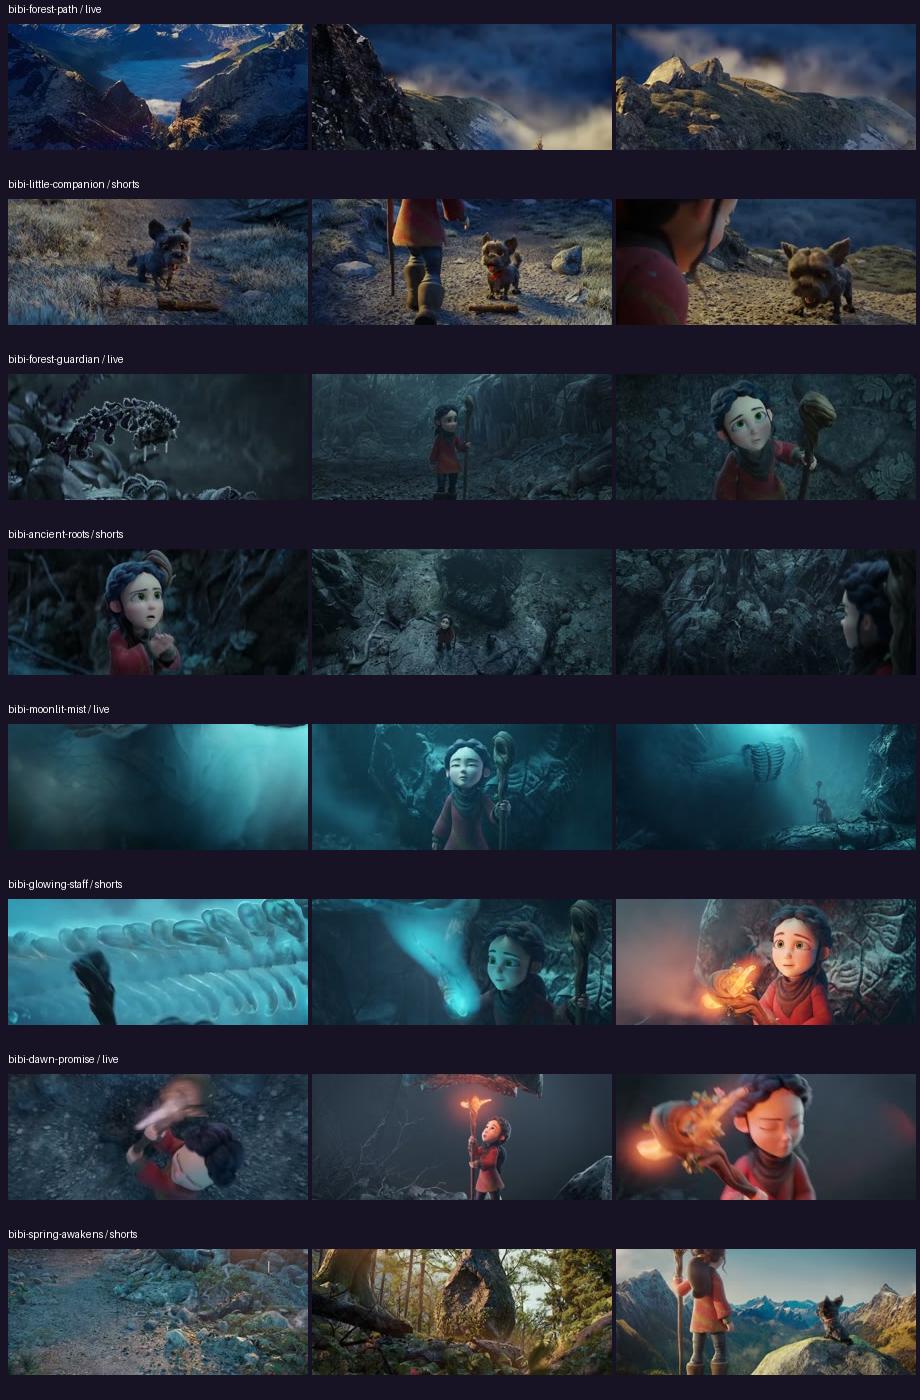 bibi-forest-path / live
bibi-little-companion / shorts
bibi-forest-guardian / live
bibi-ancient-roots / shorts
bibi-moonlit-mist / live
bibi-glowing-staff / shorts
bibi-dawn-promise / live
bibi-spring-awakens / shorts